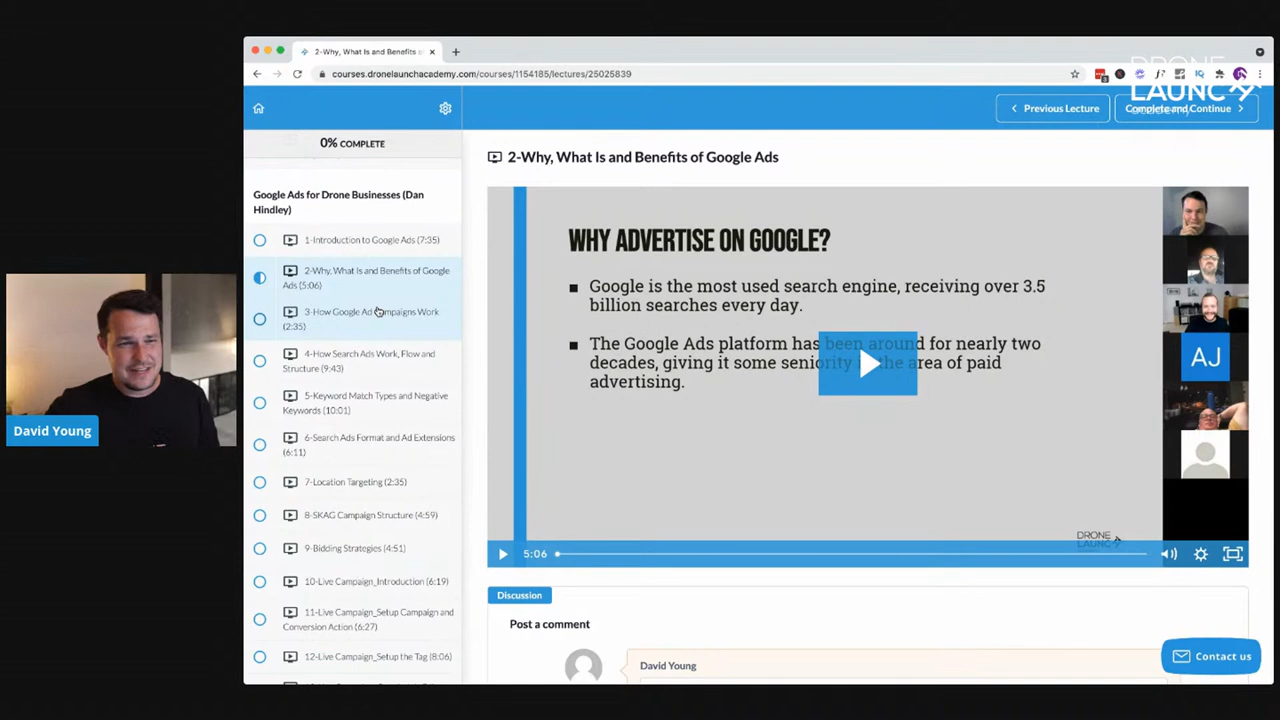 2-Why, What Is and Benefits of
courses.dronelaunchacademy.com/courses/1154185/lectures/25025839
DRONE
LAUNCH
Previous Lecture
Complete and Continue
0% COMPLETE
2-Why, What Is and Benefits of Google Ads
Google Ads for Drone Businesses (Dan
Hindley)
1-Introduction to Google Ads (7:35)
2-Why, What Is and Benefits of Google
Ads (5:06)
3-How Google Ad Campaigns Work
(2:35)
4-How Search Ads Work, Flow and
Structure (9:43)
5-Keyword Match Types and Negative
Keywords (10:01)
6-Search Ads Format and Ad Extensions
(6:11)
7-Location Targeting (2:35)
8-SKAG Campaign Structure (4:59)
9-Bidding Strategies (4:51)
10-Live Campaign_Introduction (6:19)
11-Live Campaign_Setup Campaign and
Conversion Action (6:27)
12-Live Campaign_Setup the Tag (8:06)
WHY ADVERTISE ON GOOGLE?
Google is the most used search engine, receiving over 3.5
billion searches every day.
The Google Ads platform has been around for nearly two
decades, giving it some seniority in the area of paid
advertising.
AJ
DRONE
LAUNCH
5:06
Discussion
Post a comment
David Young
Contact us
David Young